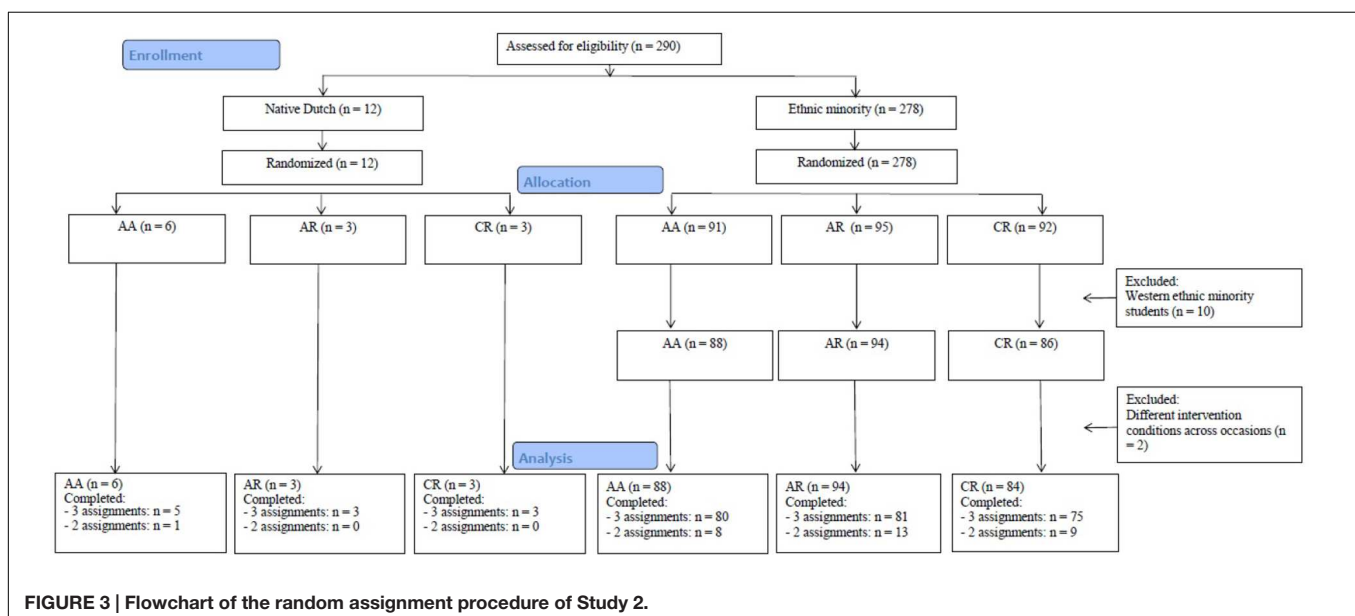 Enrollment
Assessed for eligibility (n = 290)
Native Dutch (n = 12)
Ethnic minority (n = 278)
Randomized (n = 12)
Randomized (n = 278)
Allocation
AA (n = 6)
AR (n = 3)
CR (n = 3)
AA (n = 91)
AR (n = 95)
CR (n = 92)
Excluded:
Western ethnic minority
students (n = 10)
AA (n = 88)
AR (n = 94)
CR (n = 86)
Excluded:
Different intervention
conditions across occasions (n
= 2)
Analysis
AA (n = 6)
Completed:
- 3 assignments: n = 5
- 2 assignments: n = 1
AR (n = 3)
Completed:
- 3 assignments: n = 3
- 2 assignments: n = 0
CR (n = 3)
Completed:
- 3 assignments: n = 3
- 2 assignments: n = 0
AA (n = 88)
Completed:
- 3 assignments: n = 80
- 2 assignments: n = 8
AR (n = 94)
Completed:
- 3 assignments: n = 81
- 2 assignments: n = 13
CR (n = 84)
Completed:
- 3 assignments: n = 75
- 2 assignments: n = 9
FIGURE 3 | Flowchart of the random assignment procedure of Study 2.